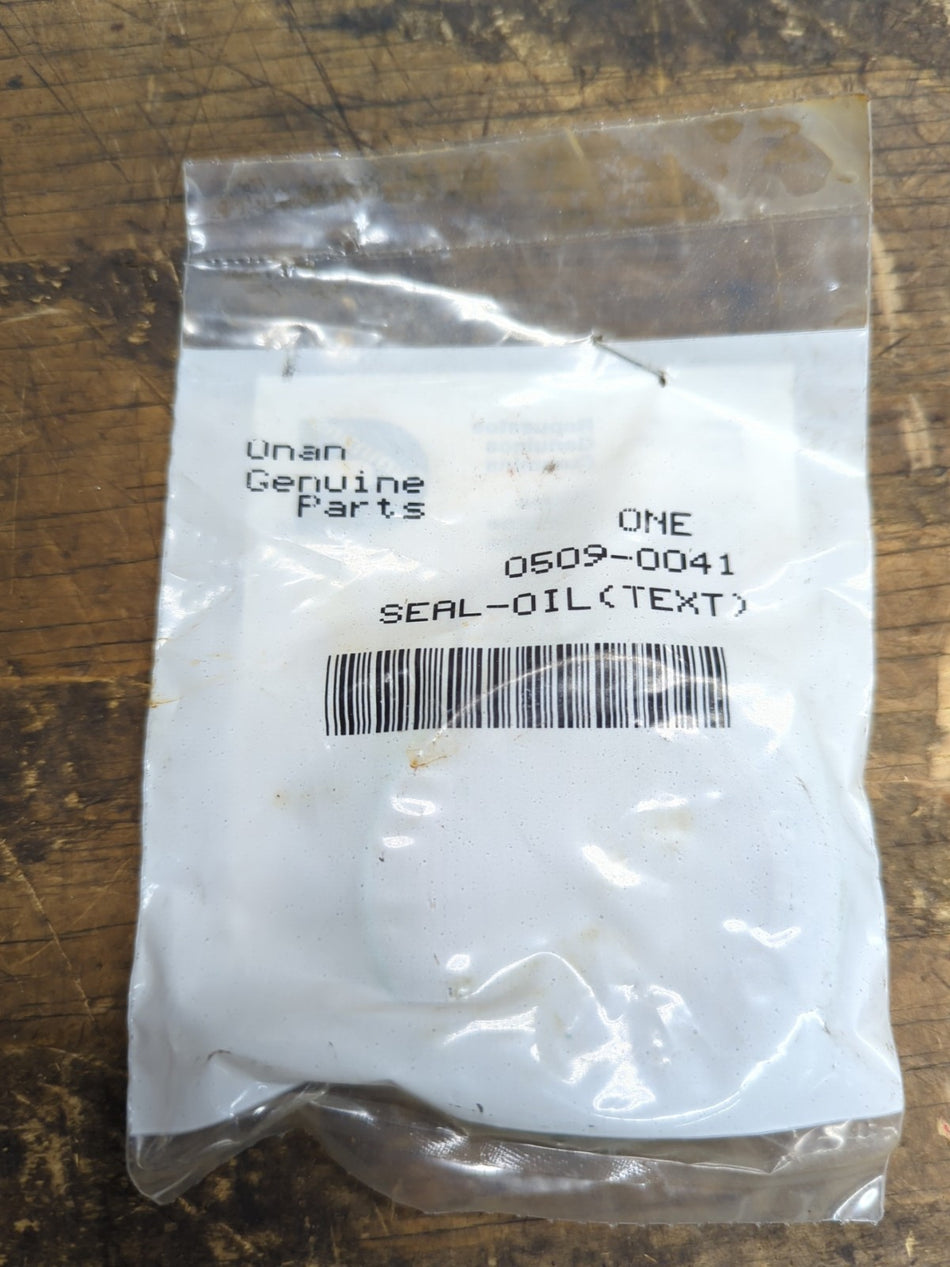 Onan
Genuine
Parts
ONE
0509-0041
SEAL-OIL(TEXT)